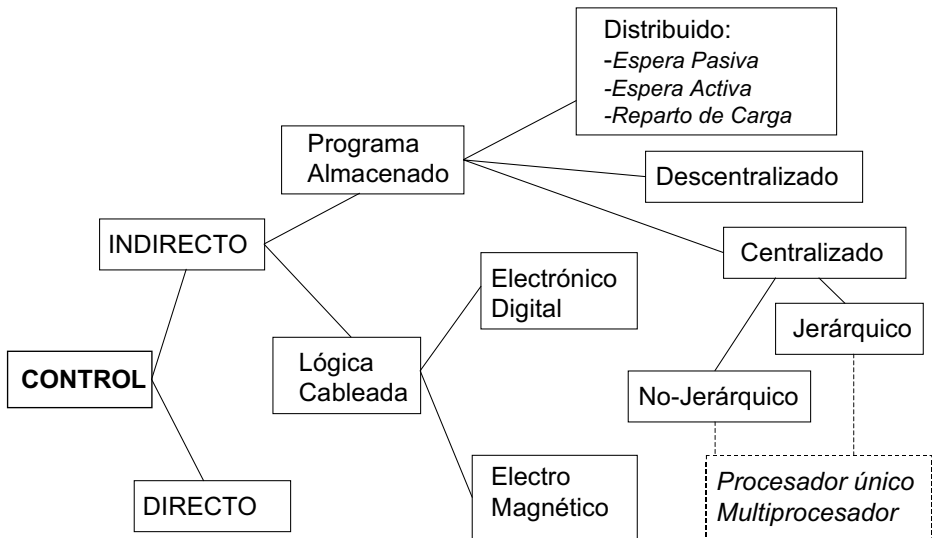 Distribuido:
-Espera Pasiva
-Espera Activa
-Reparto de Carga
Programa
Almacenado
Descentralizado
INDIRECTO
Centralizado
Electrónico
Digital
Jerárquico
Lógica
Cableada
CONTROL
No-Jerárquico
Electro
Magnético
Procesador único
Multiprocesador
DIRECTO